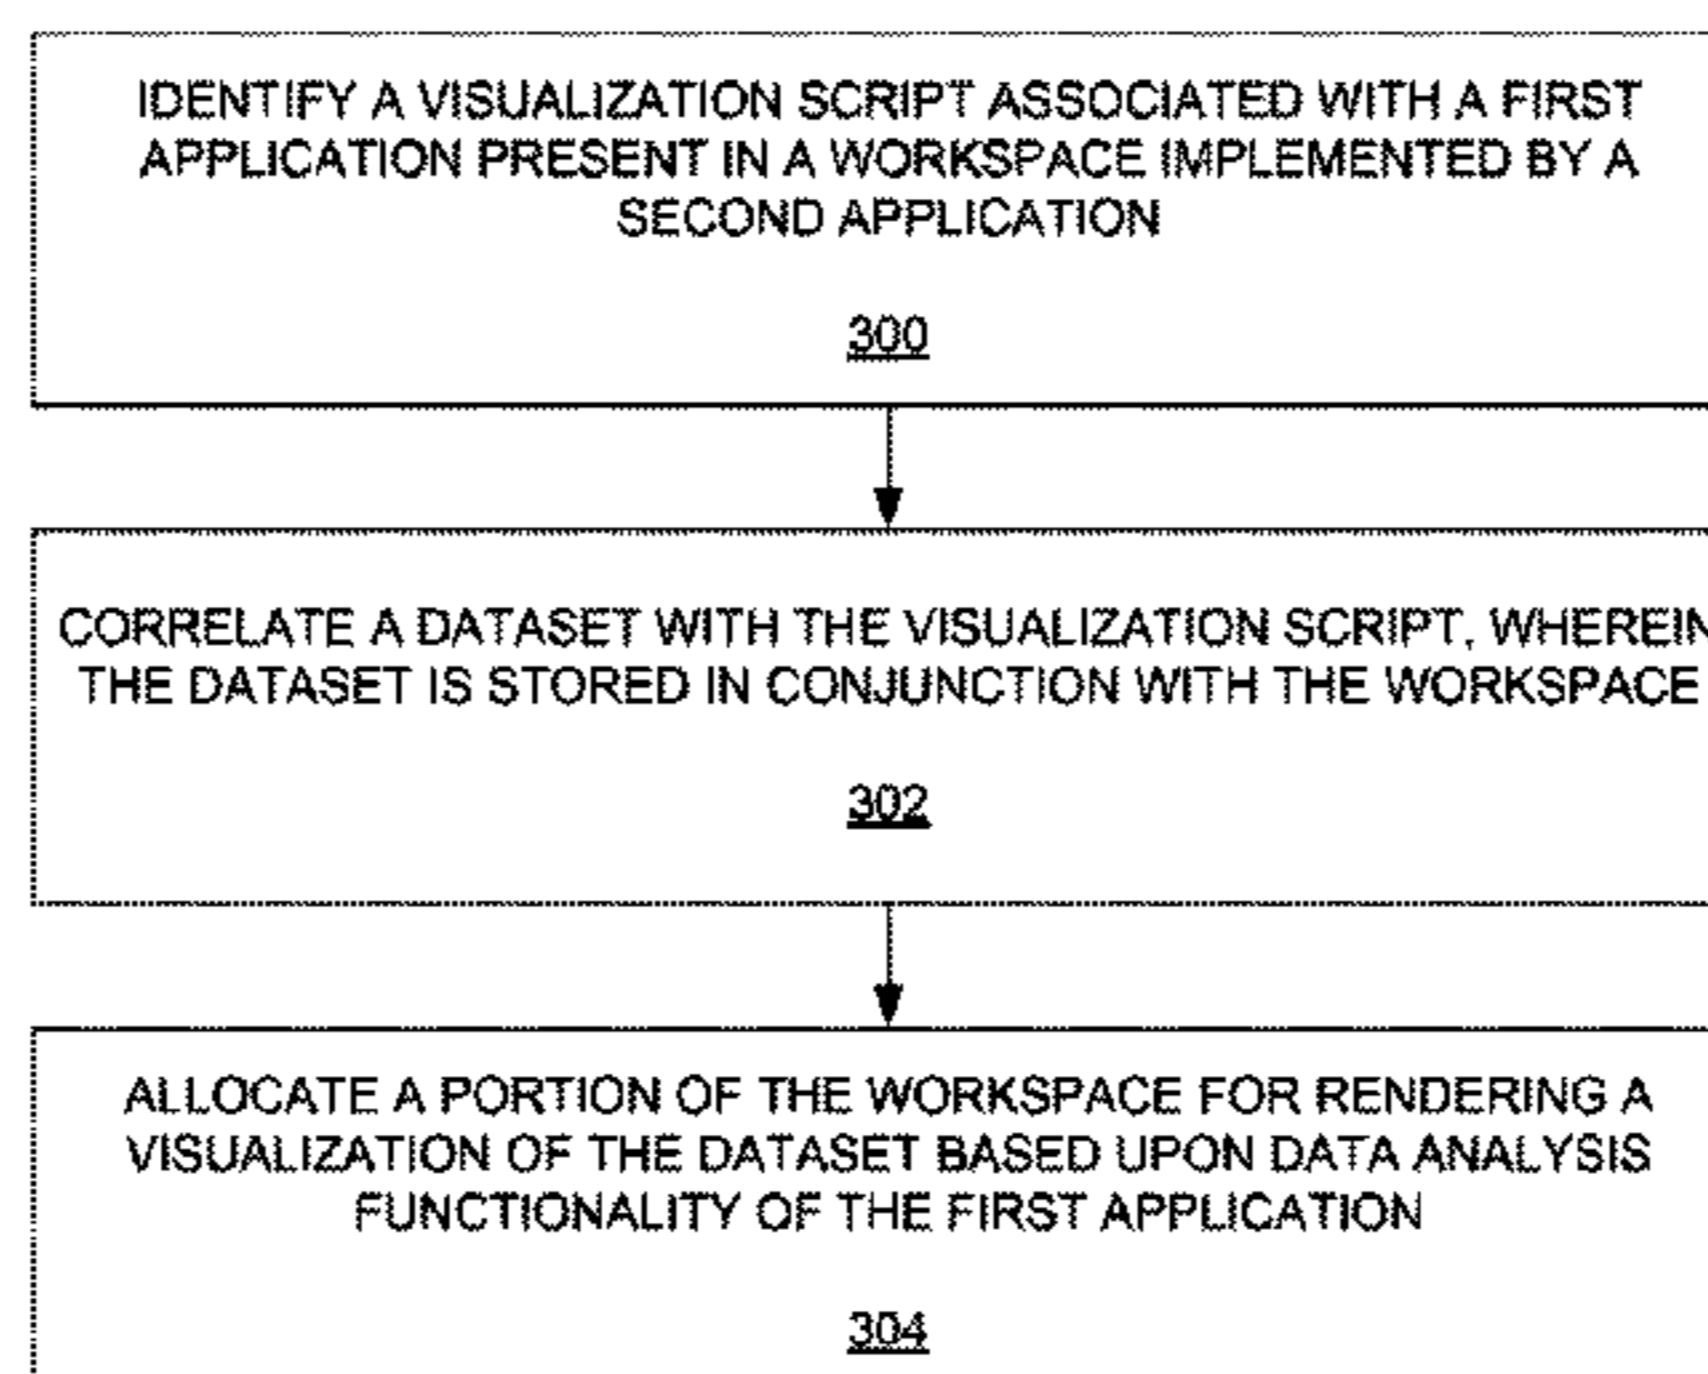 IDENTIFY A VISUALIZATION SCRIPT ASSOCIATED WITH A FIRST
APPLICATION PRESENT IN A WORKSPACE IMPLEMENTED BY A
SECOND APPLICATION
300
CORRELATE A DATASET WITH THE VISUALIZATION SCRIPT, WHEREIN
THE DATASET IS STORED IN CONJUNCTION WITH THE WORKSPACE
302
ALLOCATE A PORTION OF THE WORKSPACE FOR RENDERING A
VISUALIZATION OF THE DATASET BASED UPON DATA ANALYSIS
FUNCTIONALITY OF THE FIRST APPLICATION
304